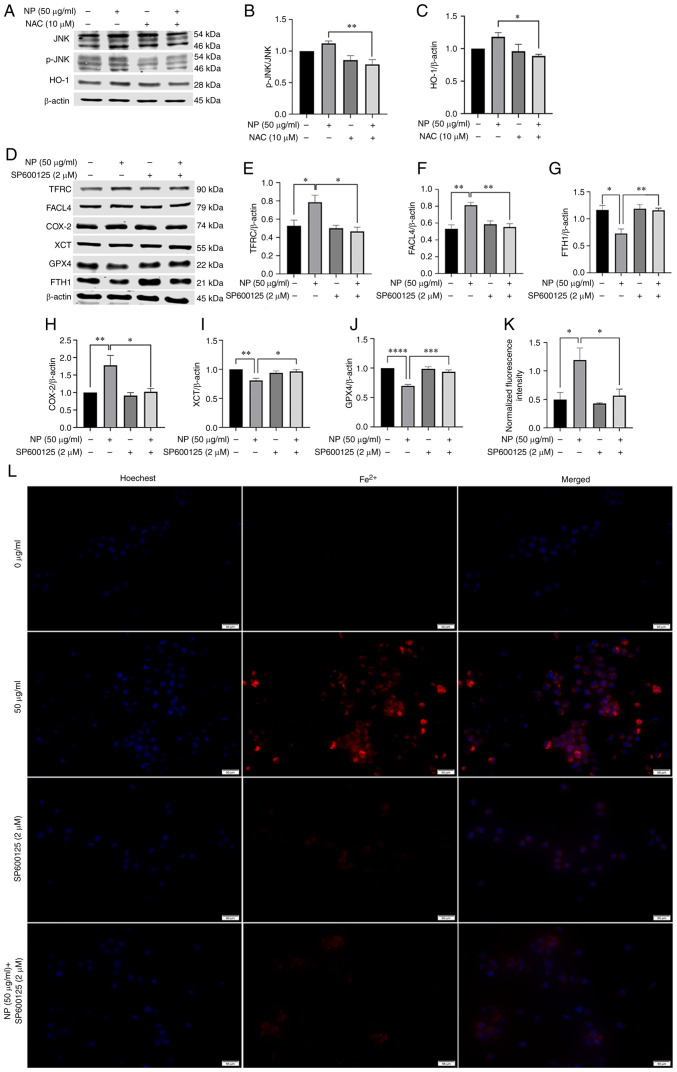 A
NP (50 μg/ml) – + – +
NAC (10 μM) – – + +
JNK 54 kDa
46 kDa
p-JNK 54 kDa
46 kDa
HO-1 28 kDa
β-actin 45 kDa
B
**
p-JNK/JNK
1.5
1.0
0.5
0.0
NP (50 μg/ml) – + – +
NAC (10 μM) – – + +
C
*
HO-1/β-actin
1.5
1.0
0.5
0.0
NP (50 μg/ml) – + – +
NAC (10 μM) – – + +
D
NP (50 μg/ml) – + – +
SP600125 (2 μM) – – + +
TFRC 90 kDa
FACL4 79 kDa
COX-2 74 kDa
XCT 55 kDa
GPX4 22 kDa
FTH1 21 kDa
β-actin 45 kDa
E
* *
TFRC/β-actin
1.0
0.8
0.6
0.4
0.2
0.0
NP (50 μg/ml) – + – +
SP600125 (2 μM) – – + +
F
** **
FACL4/β-actin
1.0
0.8
0.6
0.4
0.2
0.0
NP (50 μg/ml) – + – +
SP600125 (2 μM) – – + +
G
* **
FTH1/β-actin
1.5
1.0
0.5
0.0
NP (50 μg/ml) – + – +
SP600125 (2 μM) – – + +
H
** *
COX-2/β-actin
2.5
2.0
1.5
1.0
0.5
0.0
NP (50 μg/ml) – + – +
SP600125 (2 μM) – – + +
I
** *
XCT/β-actin
1.5
1.0
0.5
0.0
NP (50 μg/ml) – + – +
SP600125 (2 μM) – – + +
J
**** ***
GPX4/β-actin
1.5
1.0
0.5
0.0
NP (50 μg/ml) – + – +
SP600125 (2 μM) – – + +
K
* *
Normalized fluorescence
intensity
2.0
1.5
1.0
0.5
0.0
NP (50 μg/ml) – + – +
SP600125 (2 μM) – – + +
L
Hoechest Fe2+ Merged
0 μg/ml
50 μg/ml
SP600125 (2 μM)
NP (50 μg/ml)+
SP600125 (2 μM)